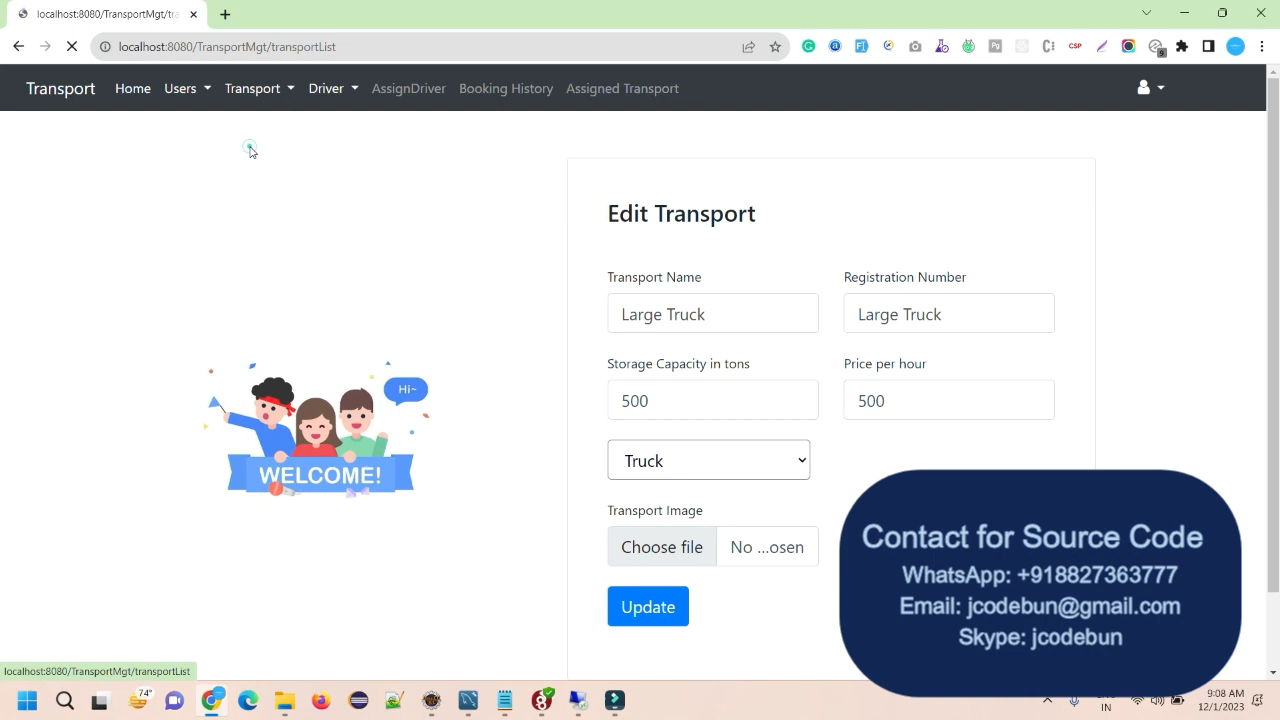 localhost:8080/TransportMgt/tra
localhost:8080/TransportMgt/transportList
Transport Home Users Transport Driver AssignDriver Booking History Assigned Transport
Edit Transport
Transport Name Registration Number
Large Truck Large Truck
Storage Capacity in tons Price per hour
500 500
Hi~
WELCOME!
Truck
Transport Image
Choose file No ...osen
Update
Contact for Source Code
WhatsApp: +918827363777
Email: jcodebun@gmail.com
Skype: jcodebun
localhost:8080/TransportMgt/transportList
74°
IN
9:08 AM
12/1/2023